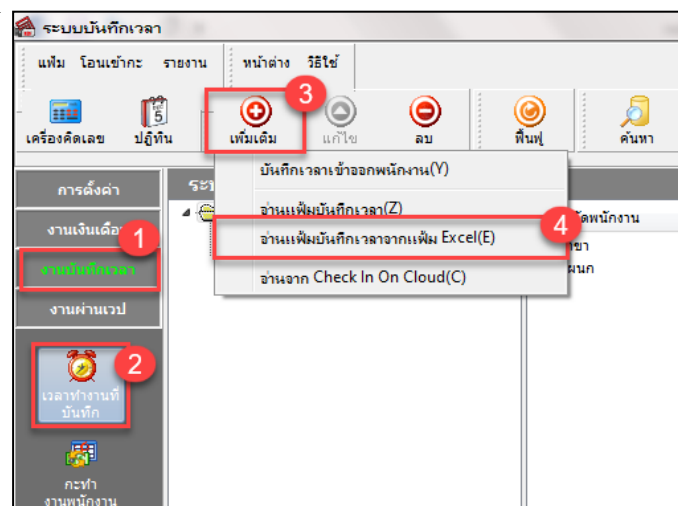 ระบบบันทึกเวลา
แฟ้ม โอนเข้ากะ รายงาน หน้าต่าง วิธีใช้
3
เครื่องคิดเลข ปฏิทิน เพิ่มเติม แก้ไข ลบ ฟื้นฟู ค้นหา
บันทึกเวลาเข้าออกพนักงาน(Y)
การตั้งค่า
อ่านแฟ้มบันทึกเวลา(Z)
4
งานเงินเดือ
1
อ่านแฟ้มบันทึกเวลาจากแฟ้ม Excel(E)
งานบันทึกเวลา
อ่านจาก Check In On Cloud(C)
งานผ่านเวป
2
เวลาทำงานที่
บันทึก
กะทำ
งานพนักงาน